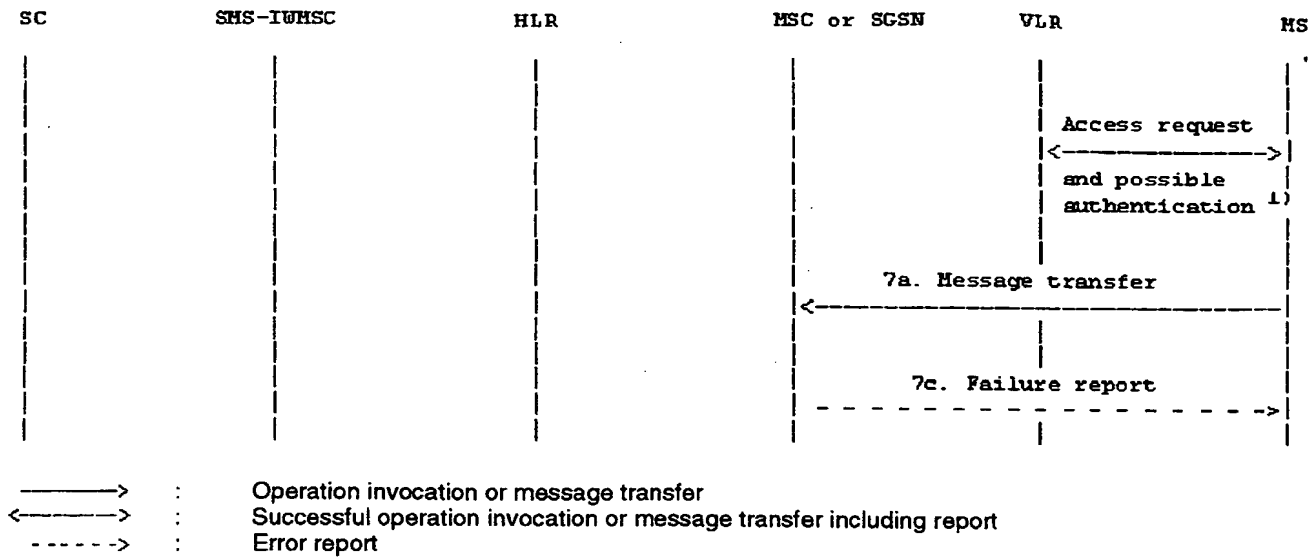 SC SMS-IWMSC HLR MSC or SGSN VLR MS
Access request
and possible
authentication 1)
7a. Message transfer
7c. Failure report
: Operation invocation or message transfer
: Successful operation invocation or message transfer including report
: Error report